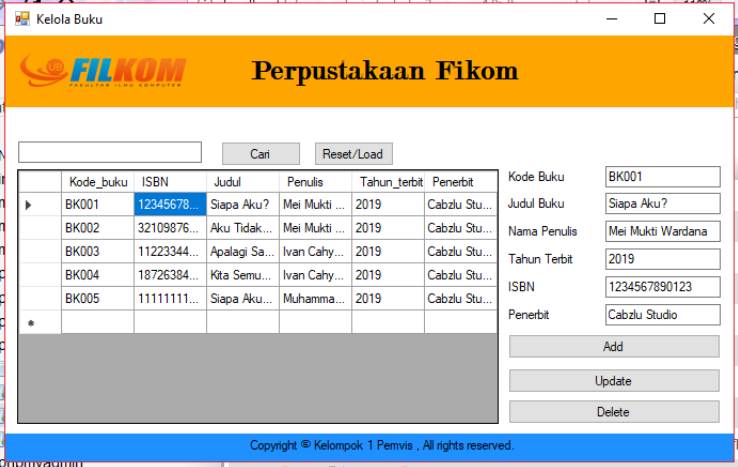 Kelola Buku
UB FILKOM
FAKULTAS ILMU KOMPUTER
Perpustakaan Fikom
Cari Reset/Load
Kode_buku ISBN Judul Penulis Tahun_terbit Penerbit
BK001 12345678... Siapa Aku? Mei Mukti ... 2019 Cabzlu Stu...
BK002 32109876... Aku Tidak... Mei Mukti ... 2019 Cabzlu Stu...
BK003 11223344... Apalagi Sa... Ivan Cahy... 2019 Cabzlu Stu...
BK004 18726384... Kita Semu... Ivan Cahy... 2019 Cabzlu Stu...
BK005 11111111... Siapa Aku... Muhamma... 2019 Cabzlu Stu...
Kode Buku BK001
Judul Buku Siapa Aku?
Nama Penulis Mei Mukti Wardana
Tahun Terbit 2019
ISBN 1234567890123
Penerbit Cabzlu Studio
Add
Update
Delete
Copyright © Kelompok 1 Pemvis , All rights reserved.